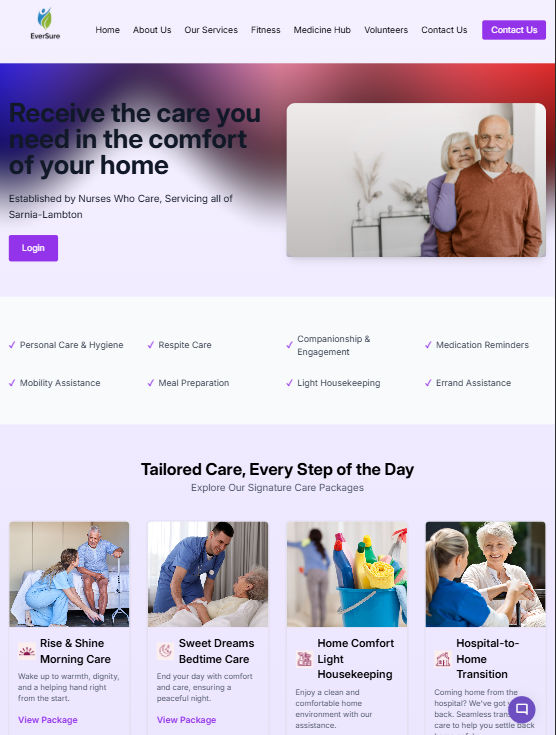 EverSure
Home
About Us
Our Services
Fitness
Medicine Hub
Volunteers
Contact Us
Contact Us
Receive the care you
need in the comfort
of your home
Established by Nurses Who Care, Servicing all of
Sarnia-Lambton
Login
✓ Personal Care & Hygiene
✓ Respite Care
✓ Companionship &
Engagement
✓ Medication Reminders
✓ Mobility Assistance
✓ Meal Preparation
✓ Light Housekeeping
✓ Errand Assistance
Tailored Care, Every Step of the Day
Explore Our Signature Care Packages
Rise & Shine
Morning Care
Wake up to warmth, dignity,
and a helping hand right
from the start.
View Package
Sweet Dreams
Bedtime Care
End your day with comfort
and care, ensuring a
peaceful night.
View Package
Home Comfort
Light
Housekeeping
Enjoy a clean and
comfortable home
environment with our
assistance.
Hospital-to-
Home
Transition
Coming home from the
hospital? We've got
back. Seamless
care to help you settle back